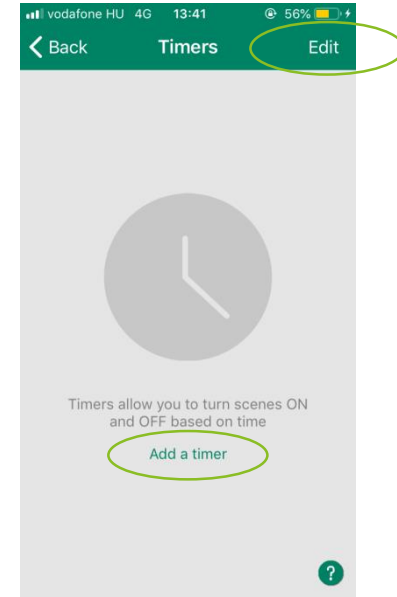 vodafone HU 4G 13:41 56%
Back Timers Edit
Timers allow you to turn scenes ON
and OFF based on time
Add a timer
?